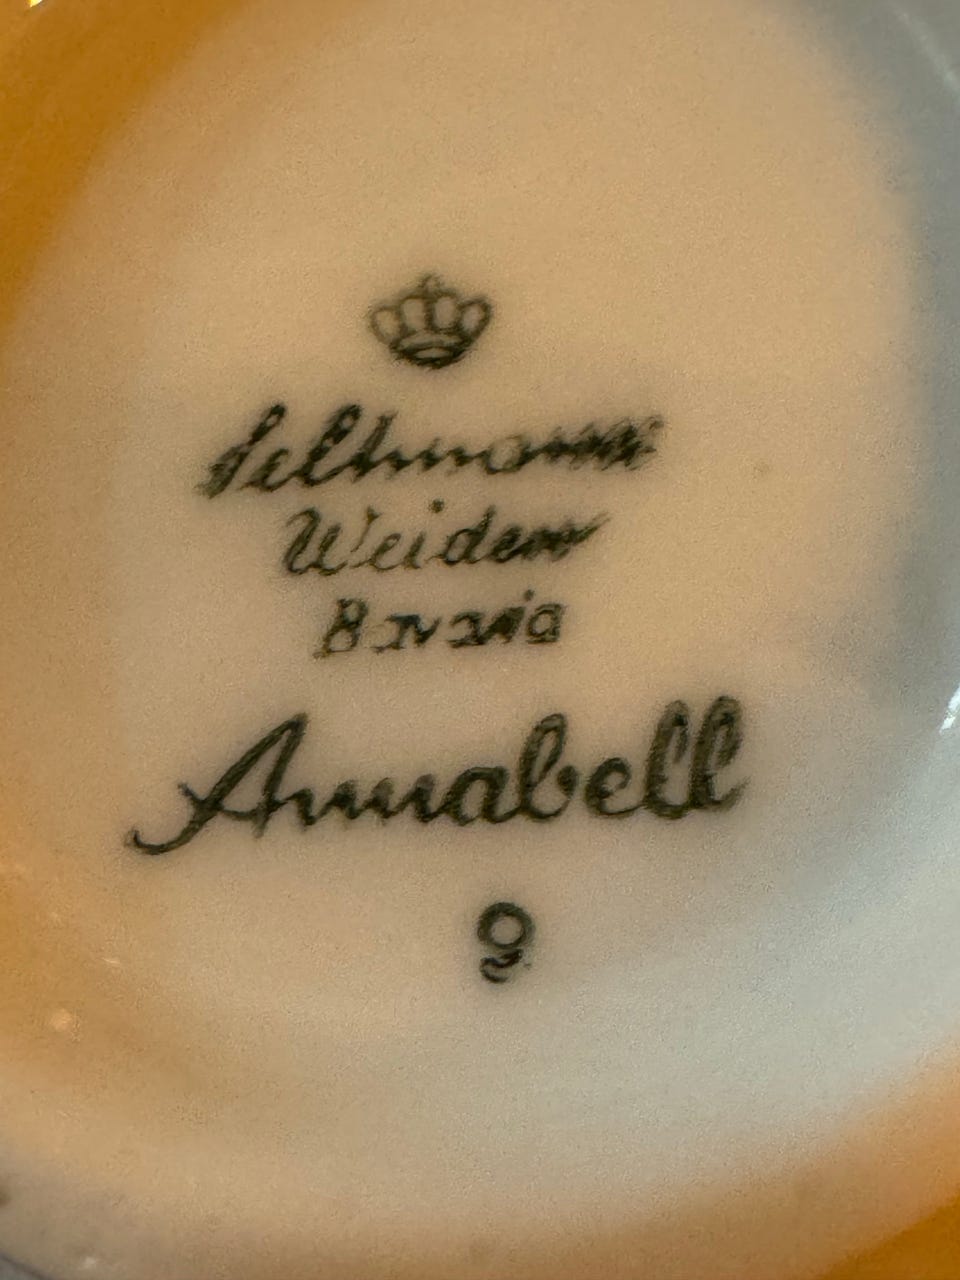 Seltmann
Weiden
Bavaria
Annabell
9